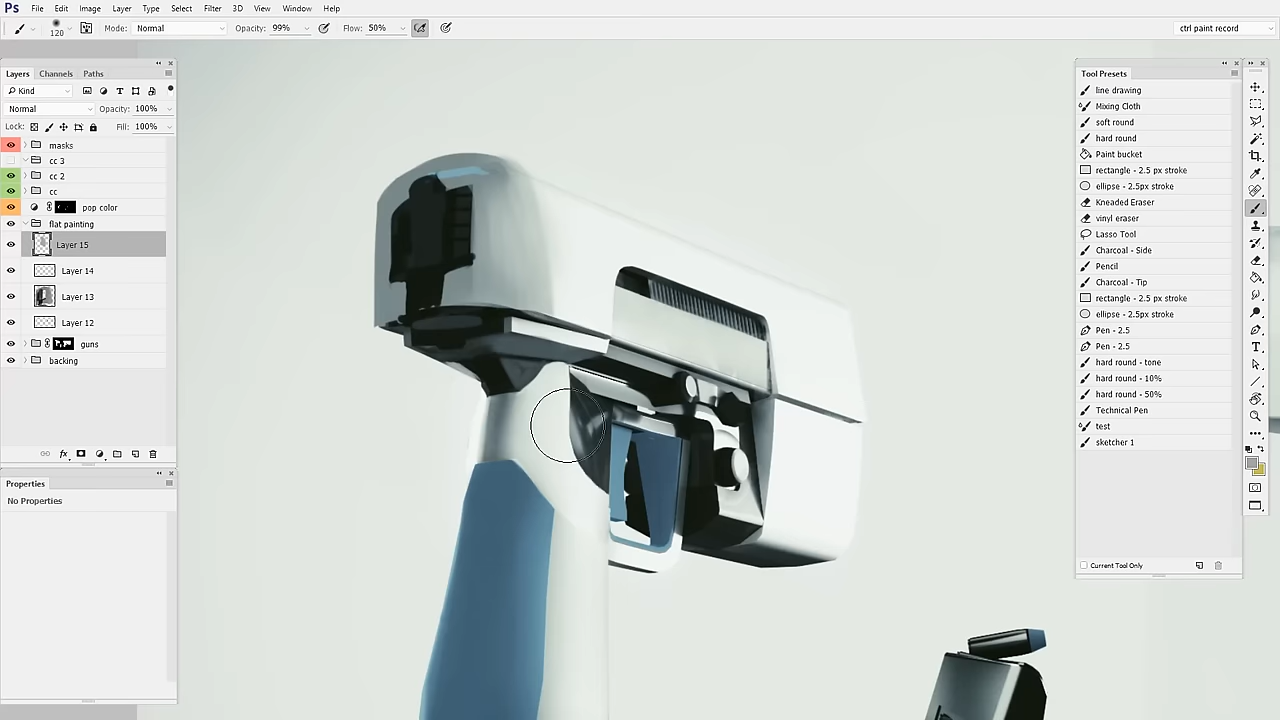 Ps File Edit Image Layer Type Select Filter 3D View Window Help
120 Mode: Normal Opacity: 99% Flow: 50% ctrl paint record
Layers Channels Paths
Kind
Normal Opacity: 100%
Lock: Fill: 100%
masks
cc 3
cc 2
cc
pop color
flat painting
Layer 15
Layer 14
Layer 13
Layer 12
guns
backing
fx
Properties
No Properties
Tool Presets
line drawing
Mixing Cloth
soft round
hard round
Paint bucket
rectangle - 2.5px stroke
ellipse - 2.5px stroke
Kneaded Eraser
vinyl eraser
Lasso Tool
Charcoal - Side
Pencil
Charcoal - Tip
rectangle - 2.5 px stroke
ellipse - 2.5px stroke
Pen - 2.5
Pen - 2.5
hard round - tone
hard round - 10%
hard round - 50%
Technical Pen
test
sketcher 1
Current Tool Only